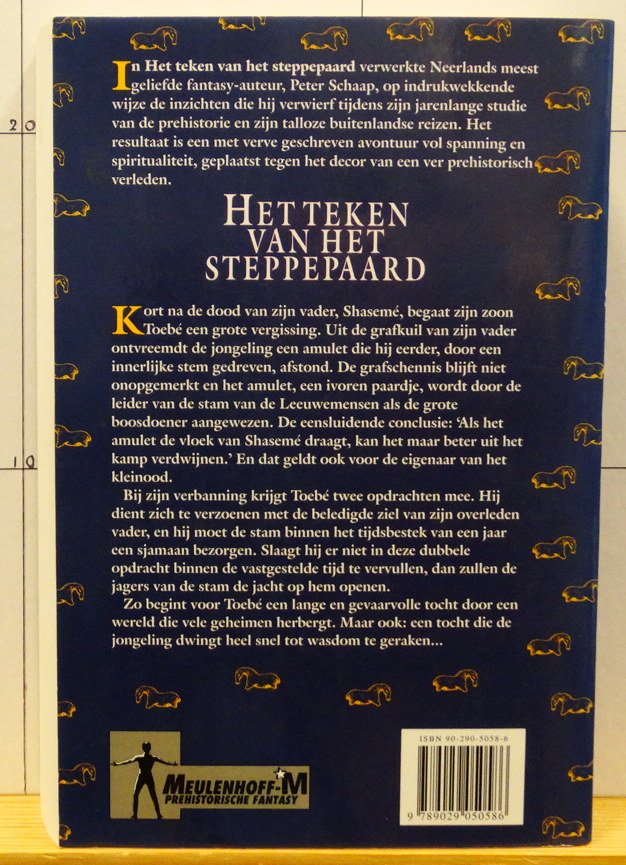 In Het teken van het steppepaard verwerkte Neerlands meest
geliefde fantasy-auteur, Peter Schaap, op indrukwekkende
wijze de inzichten die hij verwierf tijdens zijn jarenlange studie
van de prehistorie en zijn talloze buitenlandse reizen. Het
resultaat is een met verve geschreven avontuur vol spanning en
spiritualiteit, geplaatst tegen het decor van een ver prehistorisch
verleden.
HET TEKEN
VAN HET
STEPPEPAARD
Kort na de dood van zijn vader, Shasemé, begaat zijn zoon
Toebé een grote vergissing. Uit de grafkuil van zijn vader
ontvreemdt de jongeling een amulet die hij eerder, door een
innerlijke stem gedreven, afstond. De grafschennis blijft niet
onopgemerkt en het amulet, een ivoren paardje, wordt door de
leider van de stam van de Leeuwemensen als de grote
boosdoener aangewezen. De eensluidende conclusie: ‘Als het
amulet de vloek van Shasemé draagt, kan het maar beter uit het
kamp verdwijnen.’ En dat geldt ook voor de eigenaar van het
kleinood.
Bij zijn verbanning krijgt Toebé twee opdrachten mee. Hij
dient zich te verzoenen met de beledigde ziel van zijn overleden
vader, en hij moet de stam binnen het tijdsbestek van een jaar
een sjamaan bezorgen. Slaagt hij er niet in deze dubbele
opdracht binnen de vastgestelde tijd te vervullen, dan zullen de
jagers van de stam de jacht op hem openen.
Zo begint voor Toebé een lange en gevaarvolle tocht door een
wereld die vele geheimen herbergt. Maar ook: een tocht die de
jongeling dwingt heel snel tot wasdom te geraken...
ISBN 90-290-5058-6
9 789029 050586
MEULENHOFF-M
PREHISTORISCHE FANTASY
20
10